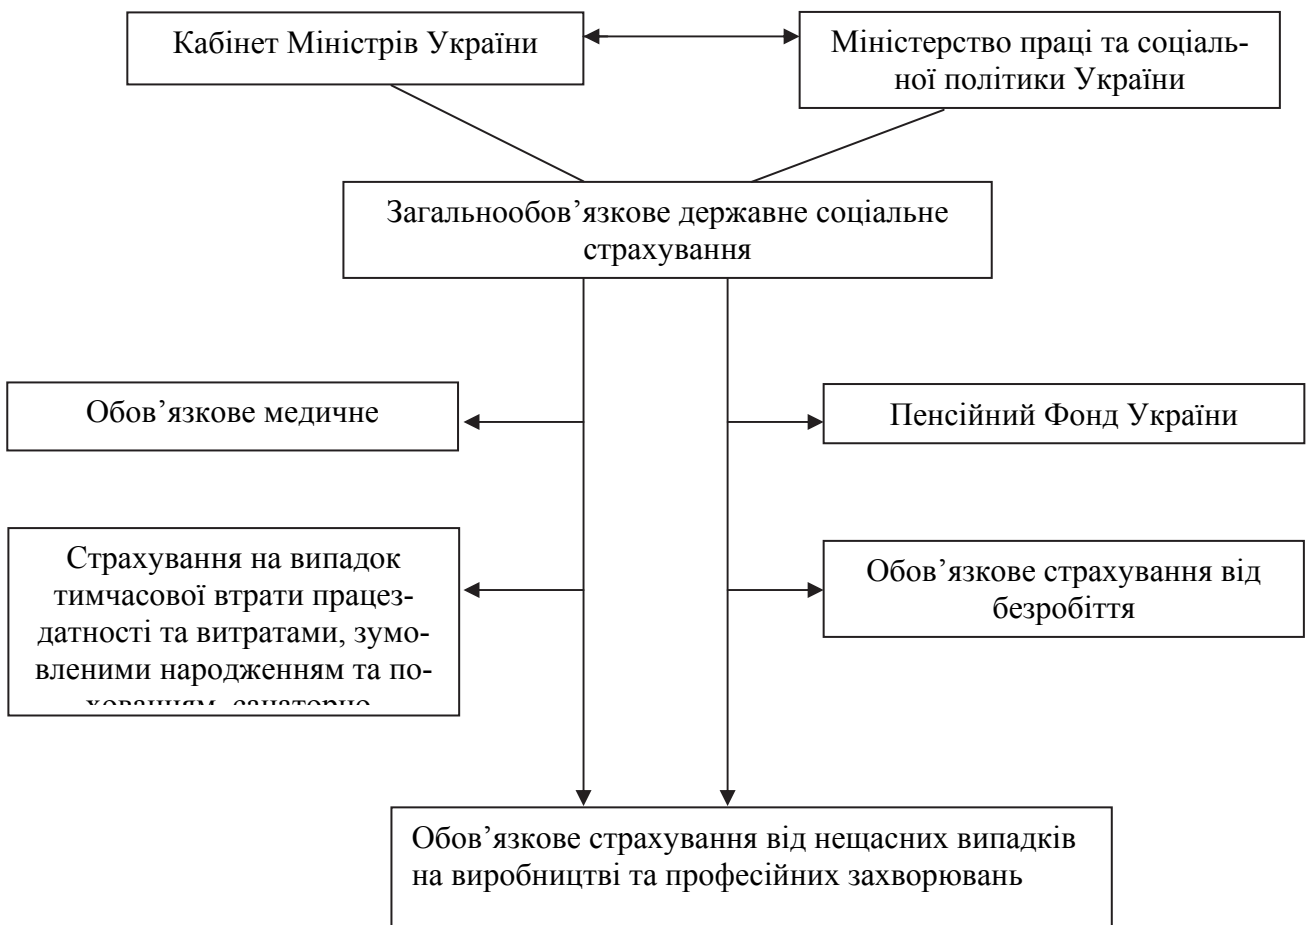 Кабінет Міністрів України
Міністерство праці та соціаль-
ної політики України
Загальнообов’язкове державне соціальне
страхування
Обов’язкове медичне
Пенсійний Фонд України
Страхування на випадок
тимчасової втрати працез-
датності та витратами, зумо-
вленими народженням та по-
хованням, санаторно-
Обов’язкове страхування від
безробіття
Обов’язкове страхування від нещасних випадків
на виробництві та професійних захворювань